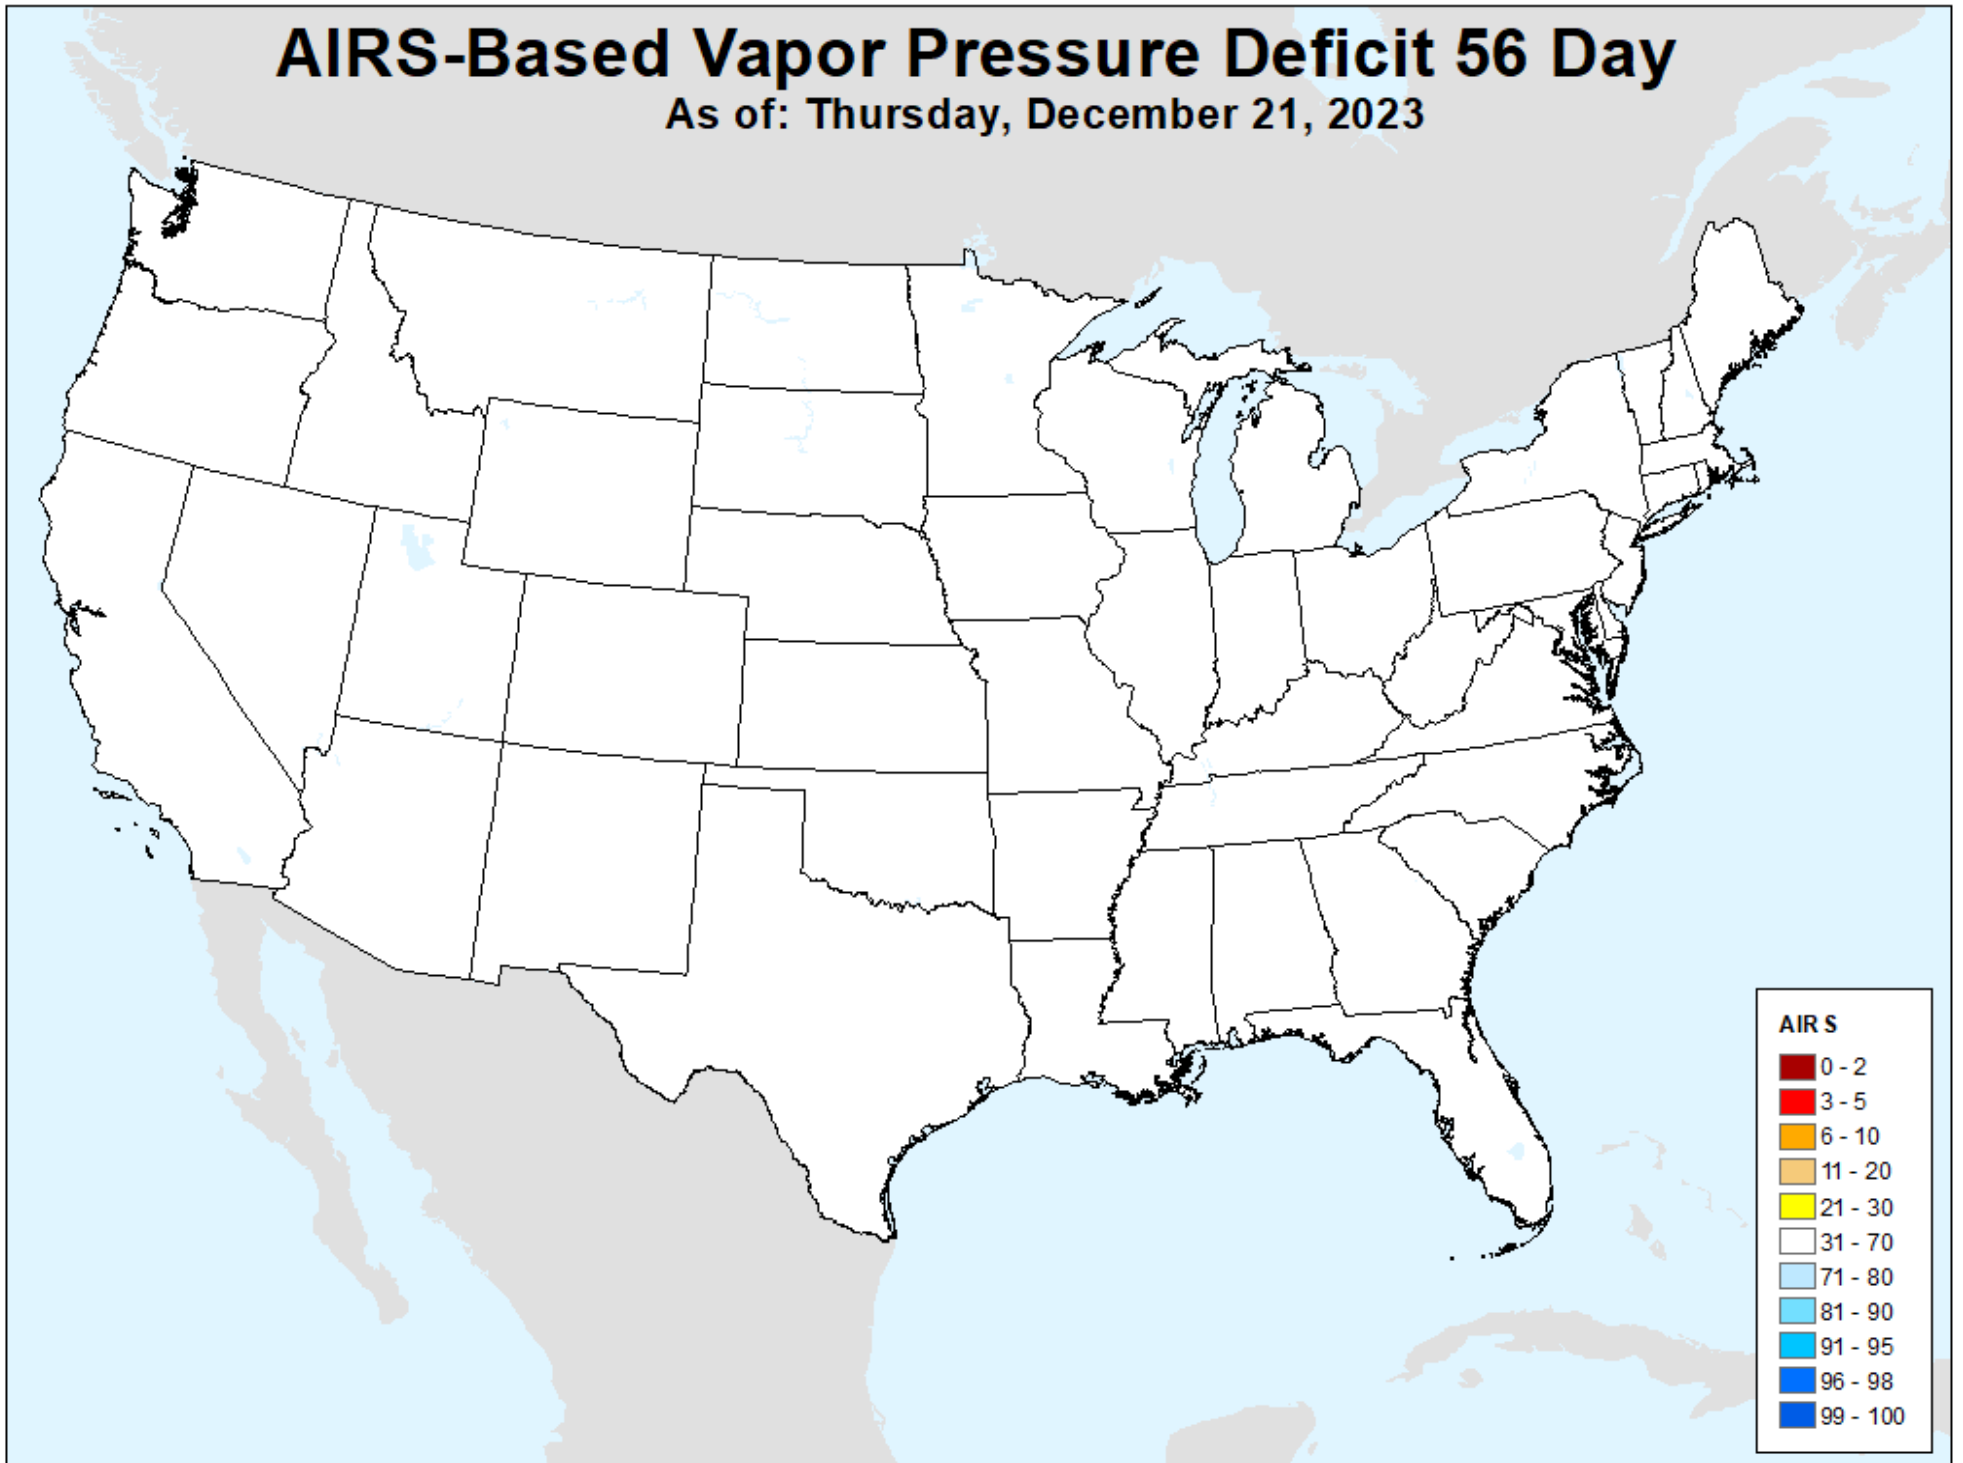 AIRS-Based Vapor Pressure Deficit 56 Day
As of: Thursday, December 21, 2023
AIRS
0 - 2
3 - 5
6 - 10
11 - 20
21 - 30
31 - 70
71 - 80
81 - 90
91 - 95
96 - 98
99 - 100